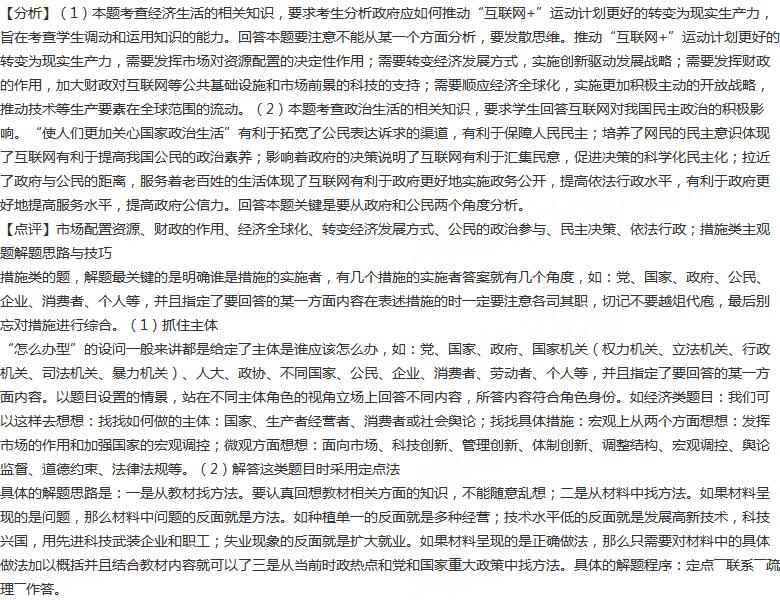 【分析】（1）本题考查经济生活的相关知识，要求考生分析政府应如何推动“互联网+”运动计划更好的转变为现实生产力，
旨在考查学生调动和运用知识的能力。回答本题要注意不能从某一个方面分析，要发散思维。推动“互联网+”运动计划更好的
转变为现实生产力，需要发挥市场对资源配置的决定性作用；需要转变经济发展方式，实施创新驱动发展战略；需要发挥财政
的作用，加大财政对互联网等公共基础设施和市场前景的科技的支持；需要顺应经济全球化，实施更加积极主动的开放战略，
推动技术等生产要素在全球范围的流动。（2）本题考查政治生活的相关知识，要求学生回答互联网对我国民主政治的积极影
响。“使人们更加关心国家政治生活”有利于拓宽了公民表达诉求的渠道，有利于保障人民民主；培养了网民的民主意识体现
了互联网有利于提高我国公民的政治素养；影响着政府的决策说明了互联网有利于汇集民意，促进决策的科学化民主化；拉近
了政府与公民的距离，服务着老百姓的生活体现了互联网有利于政府更好地实施政务公开，提高依法行政水平，有利于政府更
好地提高服务水平，提高政府公信力。回答本题关键是要从政府和公民两个角度分析。
【点评】市场配置资源、财政的作用、经济全球化、转变经济发展方式、公民的政治参与、民主决策、依法行政；措施类主观
题解题思路与技巧
措施类的题，解题最关键的是明确谁是措施的实施者，有几个措施的实施者答案就有几个角度，如：党、国家、政府、公民、
企业、消费者、个人等，并且指定了要回答的某一方面内容在表述措施的时一定要注意各司其职，切记不要越俎代庖，最后别
忘对措施进行综合。（1）抓住主体
“怎么办型”的设问一般来讲都是给定了主体是谁应该怎么办，如：党、国家、政府、国家机关（权力机关、立法机关、行政
机关、司法机关、暴力机关）、人大、政协、不同国家、公民、企业、消费者、劳动者、个人等，并且指定了要回答的某一方
面内容。以题目设置的情景，站在不同主体角色的视角立场上回答不同内容，所答内容符合角色身份。如经济类题目：我们可
以这样去想想：找找如何做的主体：国家、生产者经营者、消费者或社会舆论；找找具体措施：宏观上从两个方面想想：发挥
市场的作用和加强国家的宏观调控；微观方面想想：面向市场、科技创新、管理创新、体制创新、调整结构、宏观调控、舆论
监督、道德约束、法律法规等。（2）解答这类题目时采用定点法
具体的解题思路是：一是从教材找方法。要认真回想教材相关方面的知识，不能随意乱想；二是从材料中找方法。如果材料呈
现的是问题，那么材料中问题的反面就是方法。如种植单一的反面就是多种经营；技术水平低的反面就是发展高新技术，科技
兴国，用先进科技武装企业和职工；失业现象的反面就是扩大就业。如果材料呈现的是正确做法，那么只需要对材料中的具体
做法加以概括并且结合教材内容就可以了三是从当前时政热点和党和国家重大政策中找方法。具体的解题程序：定点￣联系￣疏
理￣作答。